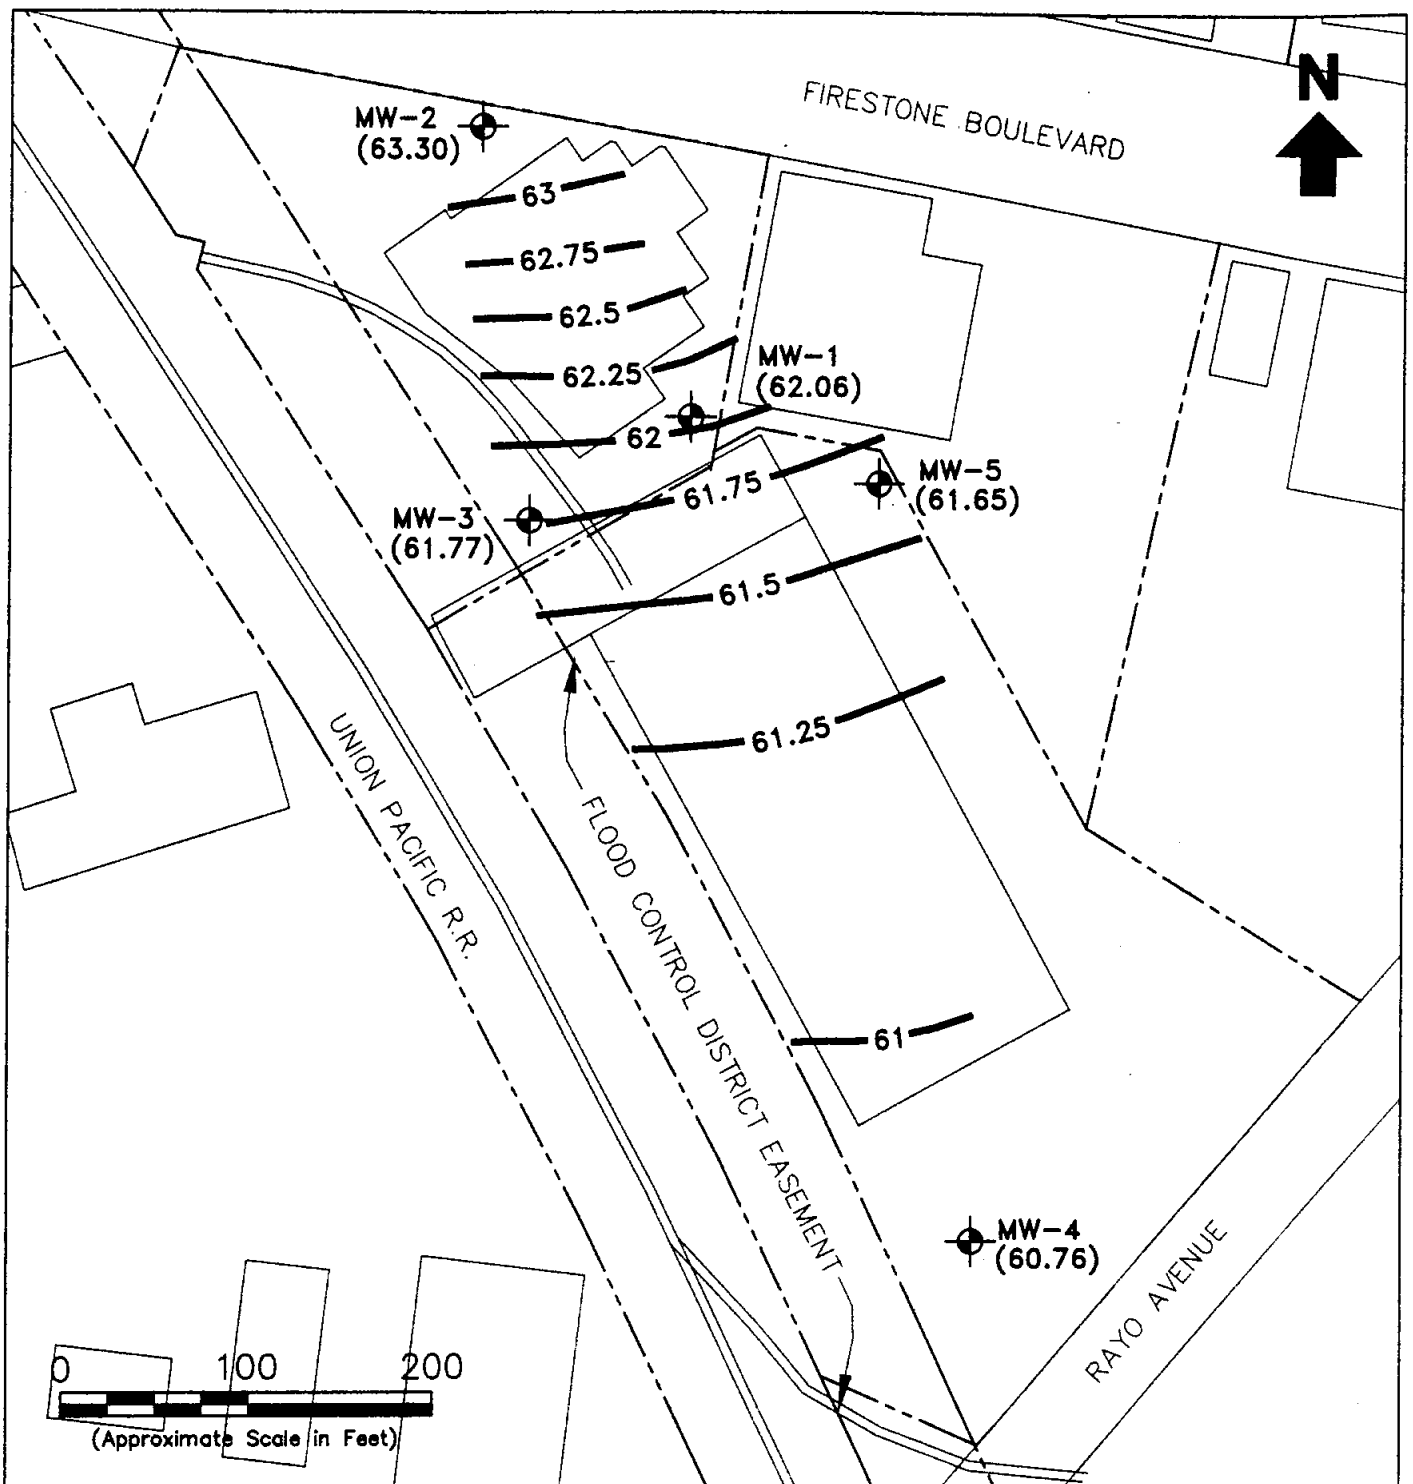 N
FIRESTONE BOULEVARD
MW-2
(63.30)
63
62.75
62.5
62.25
MW-1
(62.06)
62
MW-5
(61.65)
61.75
MW-3
(61.77)
61.5
61.25
UNION PACIFIC R.R.
FLOOD CONTROL DISTRICT EASEMENT
61
MW-4
(60.76)
RAYO AVENUE
0 100 200
(Approximate Scale in Feet)